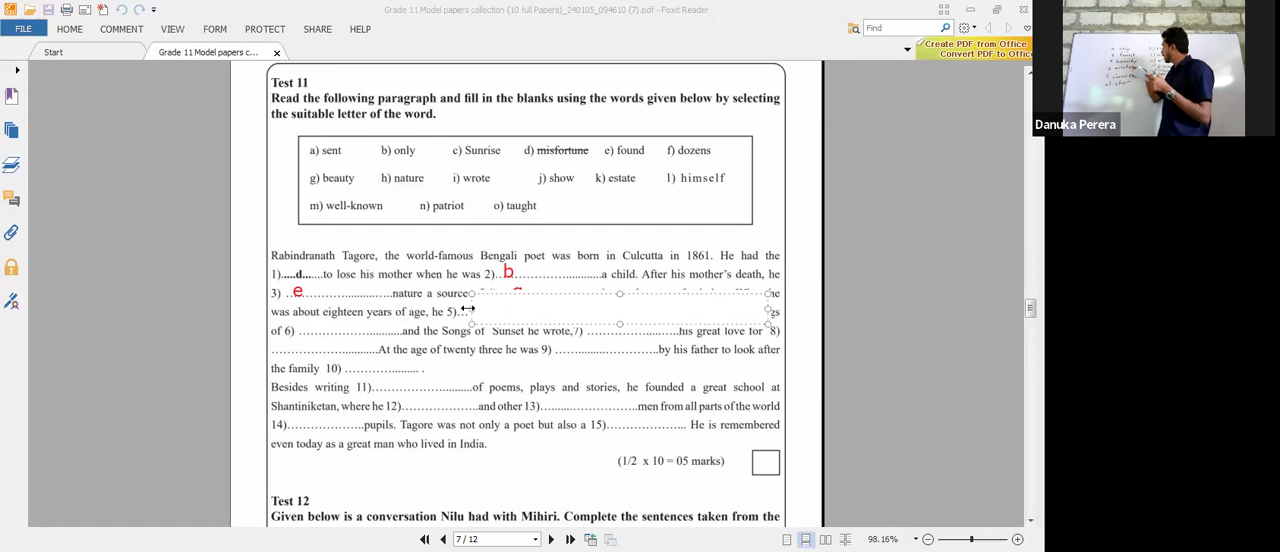 Grade 11 Model papers collection (10 full Papers)_240105_094610 (7).pdf - Foxit Reader
FILE HOME COMMENT VIEW FORM PROTECT SHARE HELP
Find
Start
Grade 11 Model papers c...
Create PDF from Office
Convert PDF to Office
Danuka Perera
Test 11
Read the following paragraph and fill in the blanks using the words given below by selecting
the suitable letter of the word.
a) sent b) only c) Sunrise d) misfortune e) found f) dozens
g) beauty h) nature i) wrote j) show k) estate l) himself
m) well-known n) patriot o) taught
Rabindranath Tagore, the world-famous Bengali poet was born in Culcutta in 1861. He had the
1).....d........to lose his mother when he was 2)..b..........................a child. After his mother's death, he
3) ..e..........................nature a source
was about eighteen years of age, he 5)... gs
of 6) ............................and the Songs of Sunset he wrote,7) ..........................his great love for 8)
............................At the age of twenty three he was 9) ............................by his father to look after
the family 10) ........................ .
Besides writing 11)..........................of poems, plays and stories, he founded a great school at
Shantiniketan, where he 12)......................and other 13)..........................men from all parts of the world
14)......................pupils. Tagore was not only a poet but also a 15)...................... He is remembered
even today as a great man who lived in India.
(1/2 x 10 = 05 marks)
Test 12
Given below is a conversation Nilu had with Mihiri. Complete the sentences taken from the
7 / 12
98.16%